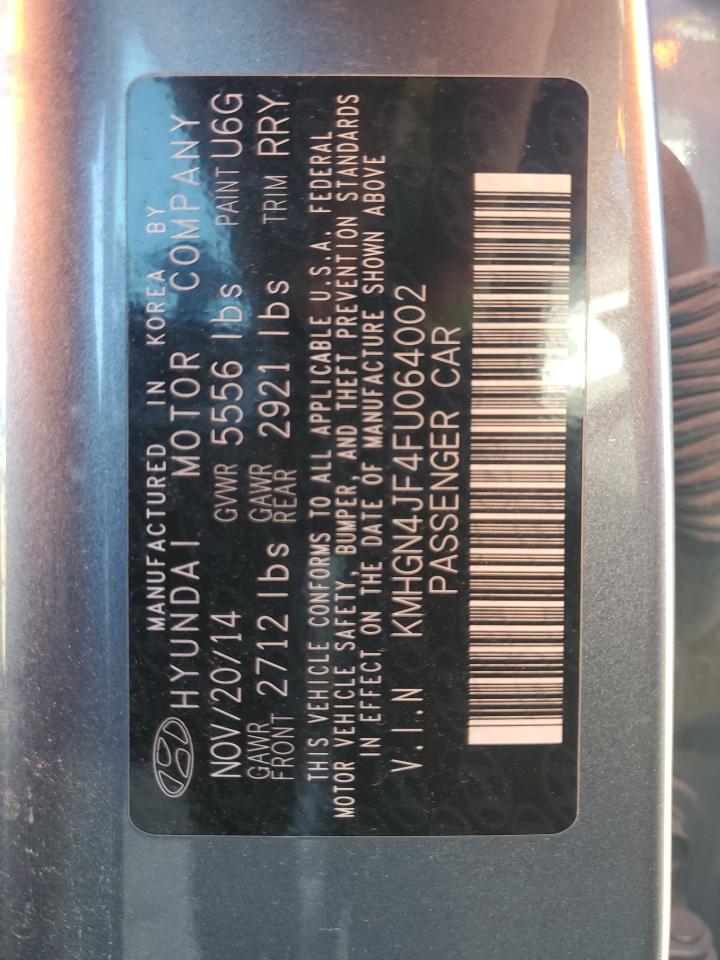 MANUFACTURED IN KOREA BY
HYUNDAI MOTOR COMPANY
NOV/20/14 GVWR 5556 lbs PAINT U6G
GAWR FRONT 2712 lbs GAWR REAR 2921 lbs TRIM RRY
THIS VEHICLE CONFORMS TO ALL APPLICABLE U.S.A. FEDERAL
MOTOR VEHICLE SAFETY, BUMPER, AND THEFT PREVENTION STANDARDS
IN EFFECT ON THE DATE OF MANUFACTURE SHOWN ABOVE
V.I.N KMHGN4JF4FU064002
PASSENGER CAR